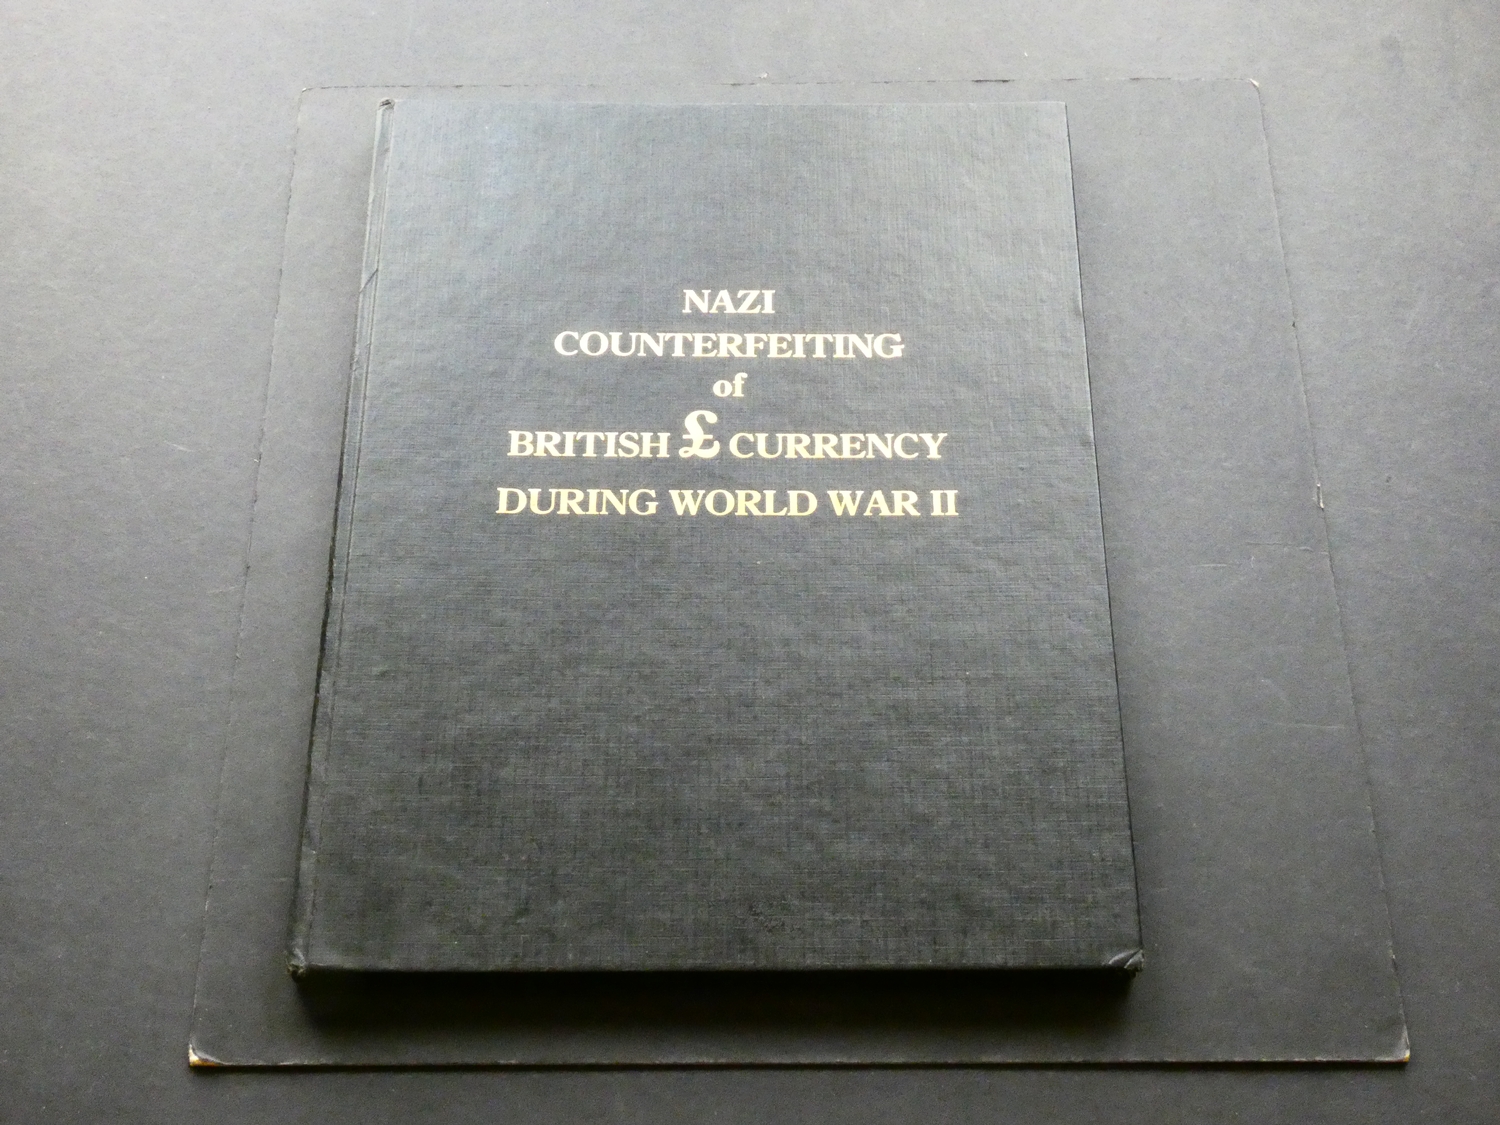 NAZI
COUNTERFEITING
of
BRITISH £ CURRENCY
DURING WORLD WAR II